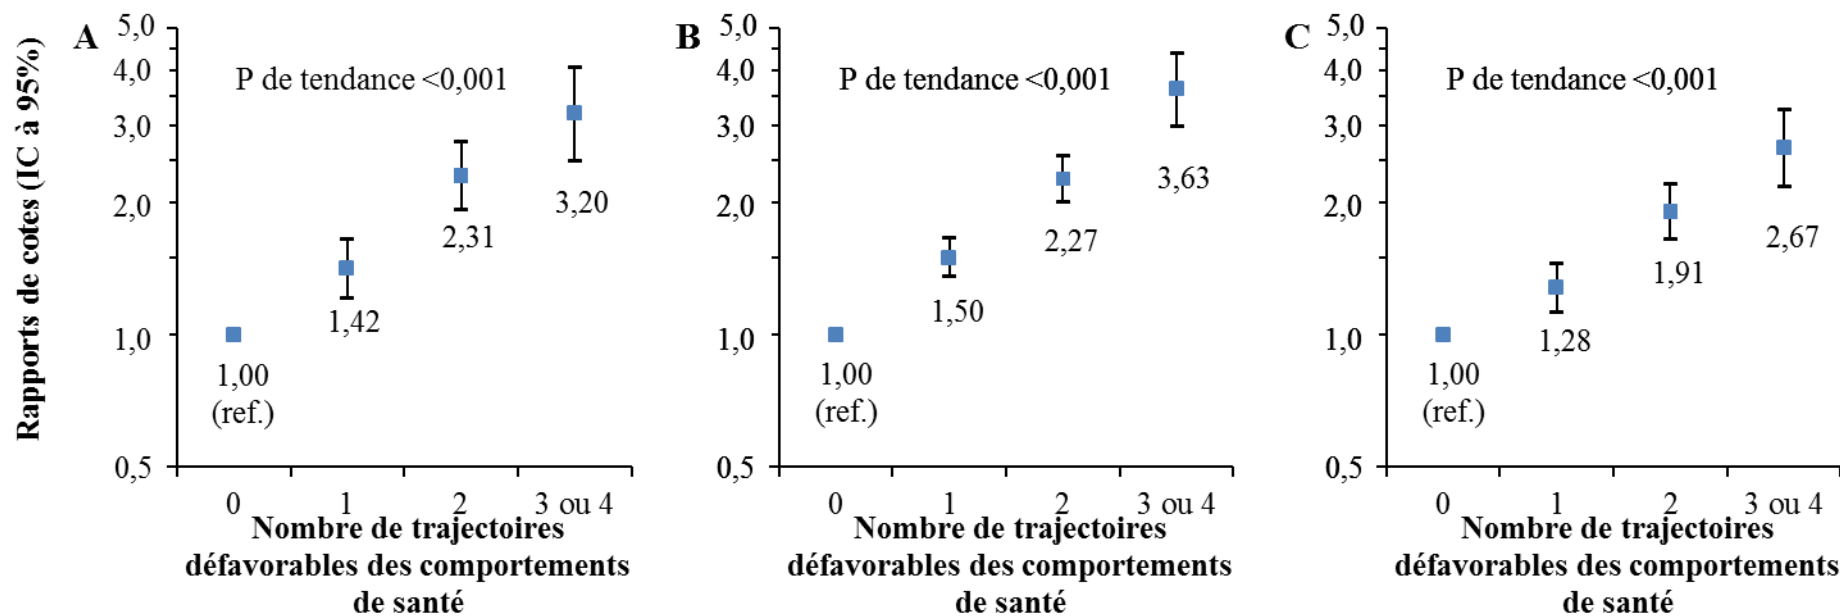 Rapports de cotes (IC à 95%)
A
5,0
4,0
3,0
2,0
1,0
0,5
P de tendance <0,001
1,00
(ref.)
1,42
2,31
3,20
0 1 2 3 ou 4
Nombre de trajectoires
défavorables des comportements
de santé
B
5,0
4,0
3,0
2,0
1,0
0,5
P de tendance <0,001
1,00
(ref.)
1,50
2,27
3,63
0 1 2 3 ou 4
Nombre de trajectoires
défavorables des comportements
de santé
C
5,0
4,0
3,0
2,0
1,0
0,5
P de tendance <0,001
1,00
(ref.)
1,28
1,91
2,67
0 1 2 3 ou 4
Nombre de trajectoires
défavorables des comportements
de santé